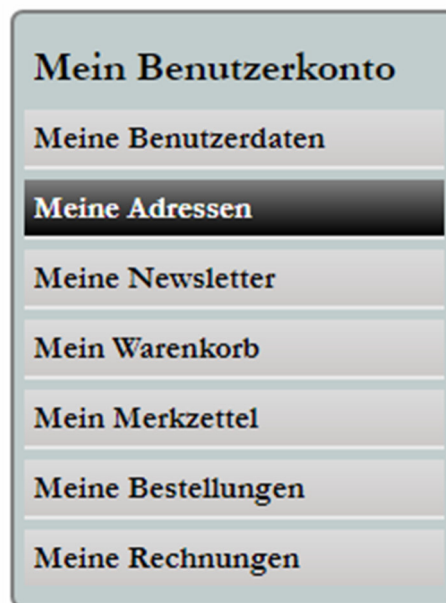 Mein Benutzerkonto
Meine Benutzerdaten
Meine Adressen
Meine Newsletter
Mein Warenkorb
Mein Merkzettel
Meine Bestellungen
Meine Rechnungen